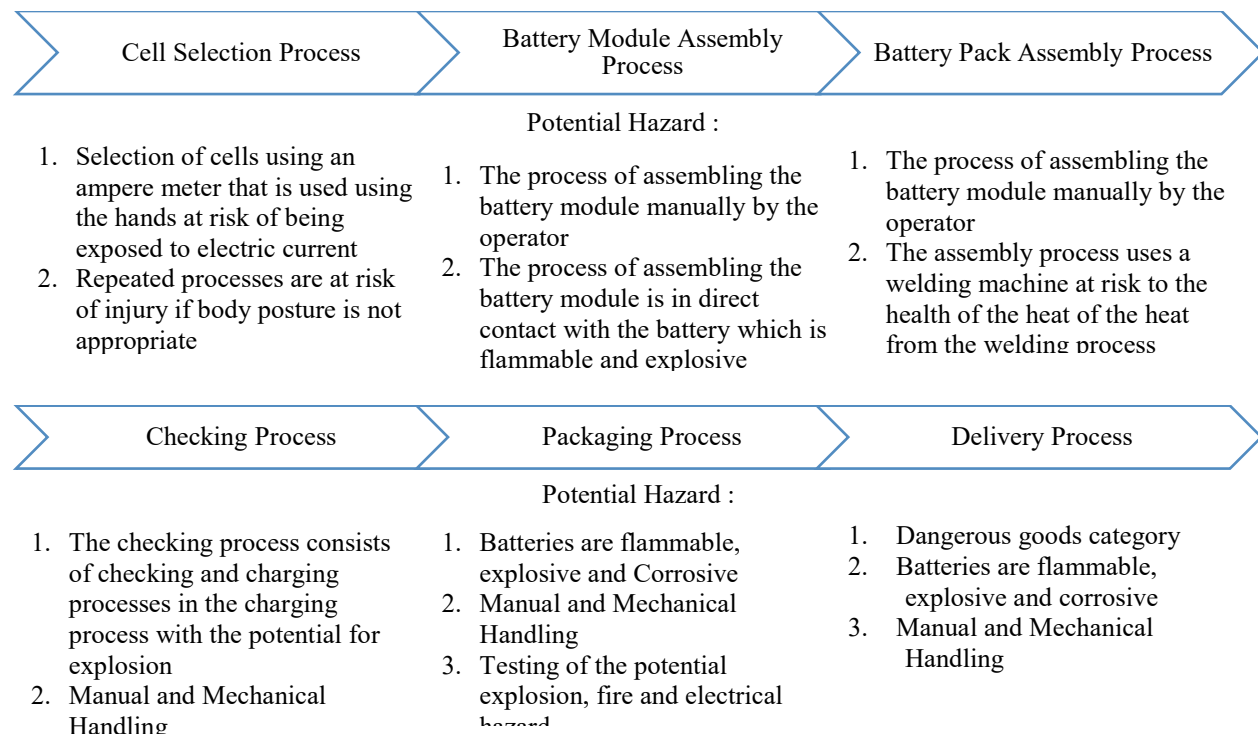 Cell Selection Process
Battery Module Assembly
Process
Battery Pack Assembly Process
Potential Hazard :
1. Selection of cells using an
ampere meter that is used using
the hands at risk of being
exposed to electric current
2. Repeated processes are at risk
of injury if body posture is not
appropriate
1. The process of assembling the
battery module manually by the
operator
2. The process of assembling the
battery module is in direct
contact with the battery which is
flammable and explosive
1. The process of assembling the
battery module manually by the
operator
2. The assembly process uses a
welding machine at risk to the
health of the heat of the heat
from the welding process
Checking Process
Packaging Process
Delivery Process
Potential Hazard :
1. The checking process consists
of checking and charging
processes in the charging
process with the potential for
explosion
2. Manual and Mechanical
Handling
1. Batteries are flammable,
explosive and Corrosive
2. Manual and Mechanical
Handling
3. Testing of the potential
explosion, fire and electrical
hazard
1. Dangerous goods category
2. Batteries are flammable,
explosive and corrosive
3. Manual and Mechanical
Handling